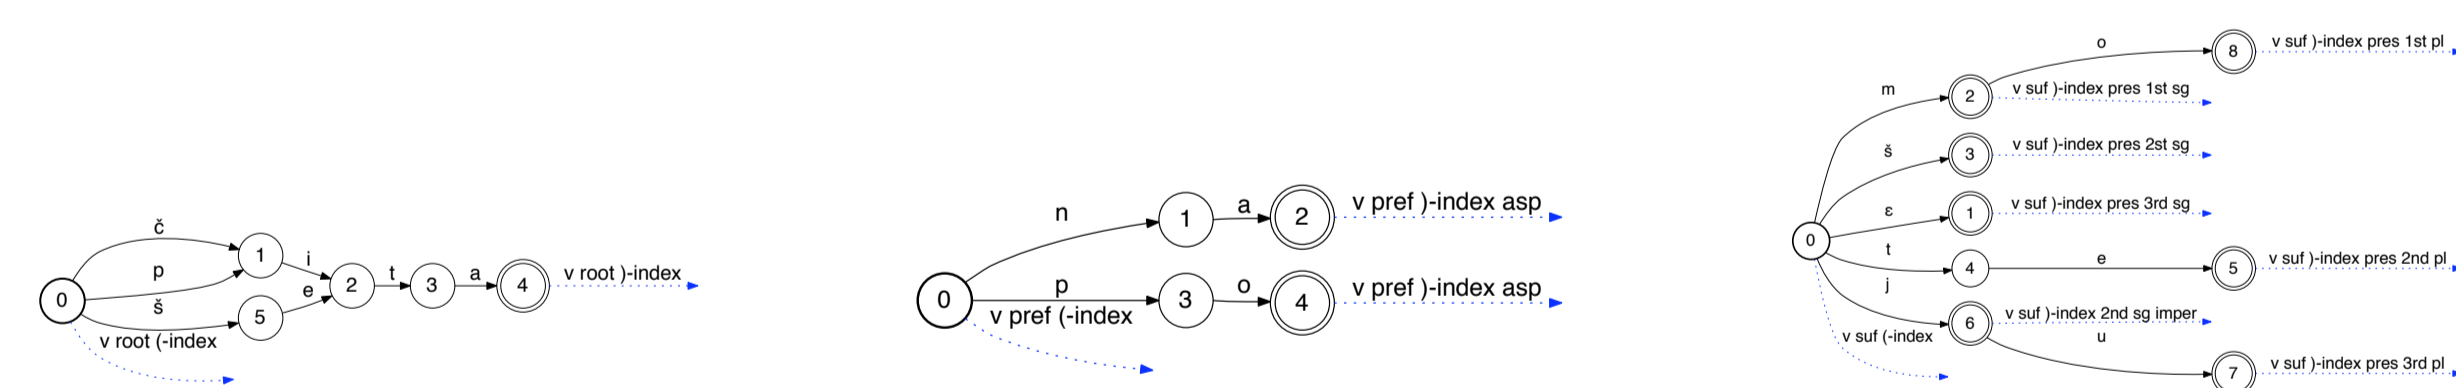 č
p
š
0
1
5
i
e
2
t
3
a
4
v root )-index
v root (-index
n
p
v pref (-index
0
1
3
a
o
2
4
v pref )-index asp
v pref )-index asp
0
m
š
ε
t
j
v suf (-index
2
3
1
4
6
o
v suf )-index pres 1st sg
v suf )-index pres 2st sg
v suf )-index pres 3rd sg
e
v suf )-index 2nd sg imper
u
8
5
7
v suf )-index pres 1st pl
v suf )-index pres 2nd pl
v suf )-index pres 3rd pl